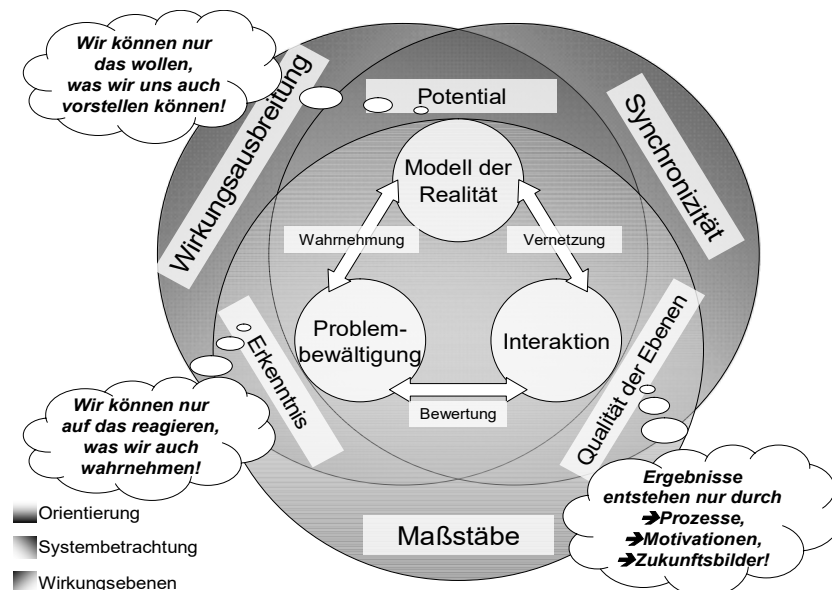 Wir können nur
das wollen,
was wir uns auch
vorstellen können!
Wirkungsausbreitung
Potential
Synchronizität
Modell der
Realität
Wahrnehmung
Vernetzung
Problem-
bewältigung
Interaktion
Bewertung
Erkenntnis
Qualität der Ebenen
Wir können nur
auf das reagieren,
was wir auch
wahrnehmen!
Maßstäbe
Ergebnisse
entstehen nur durch
➔Prozesse,
➔Motivationen,
➔Zukunftsbilder!
Orientierung
Systembetrachtung
Wirkungsebenen